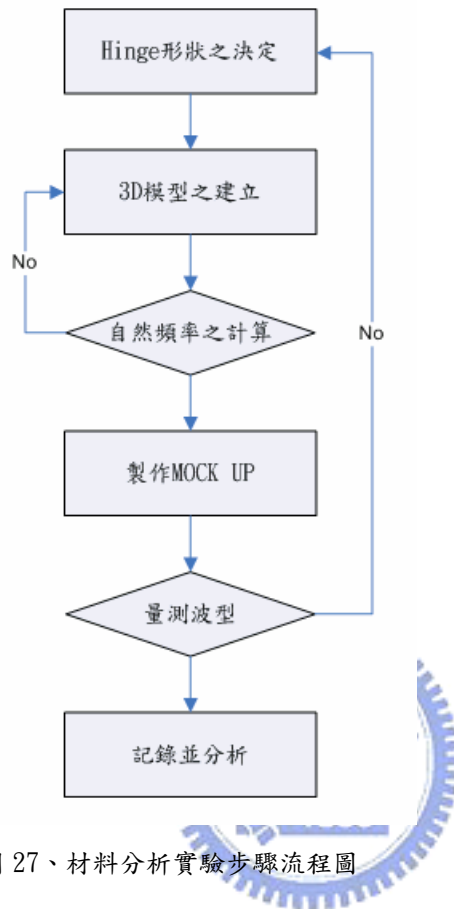 Hinge形狀之決定
3D模型之建立
No
自然頻率之計算
No
製作MOCK UP
量測波型
記錄並分析
27、材料分析實驗步驟流程圖